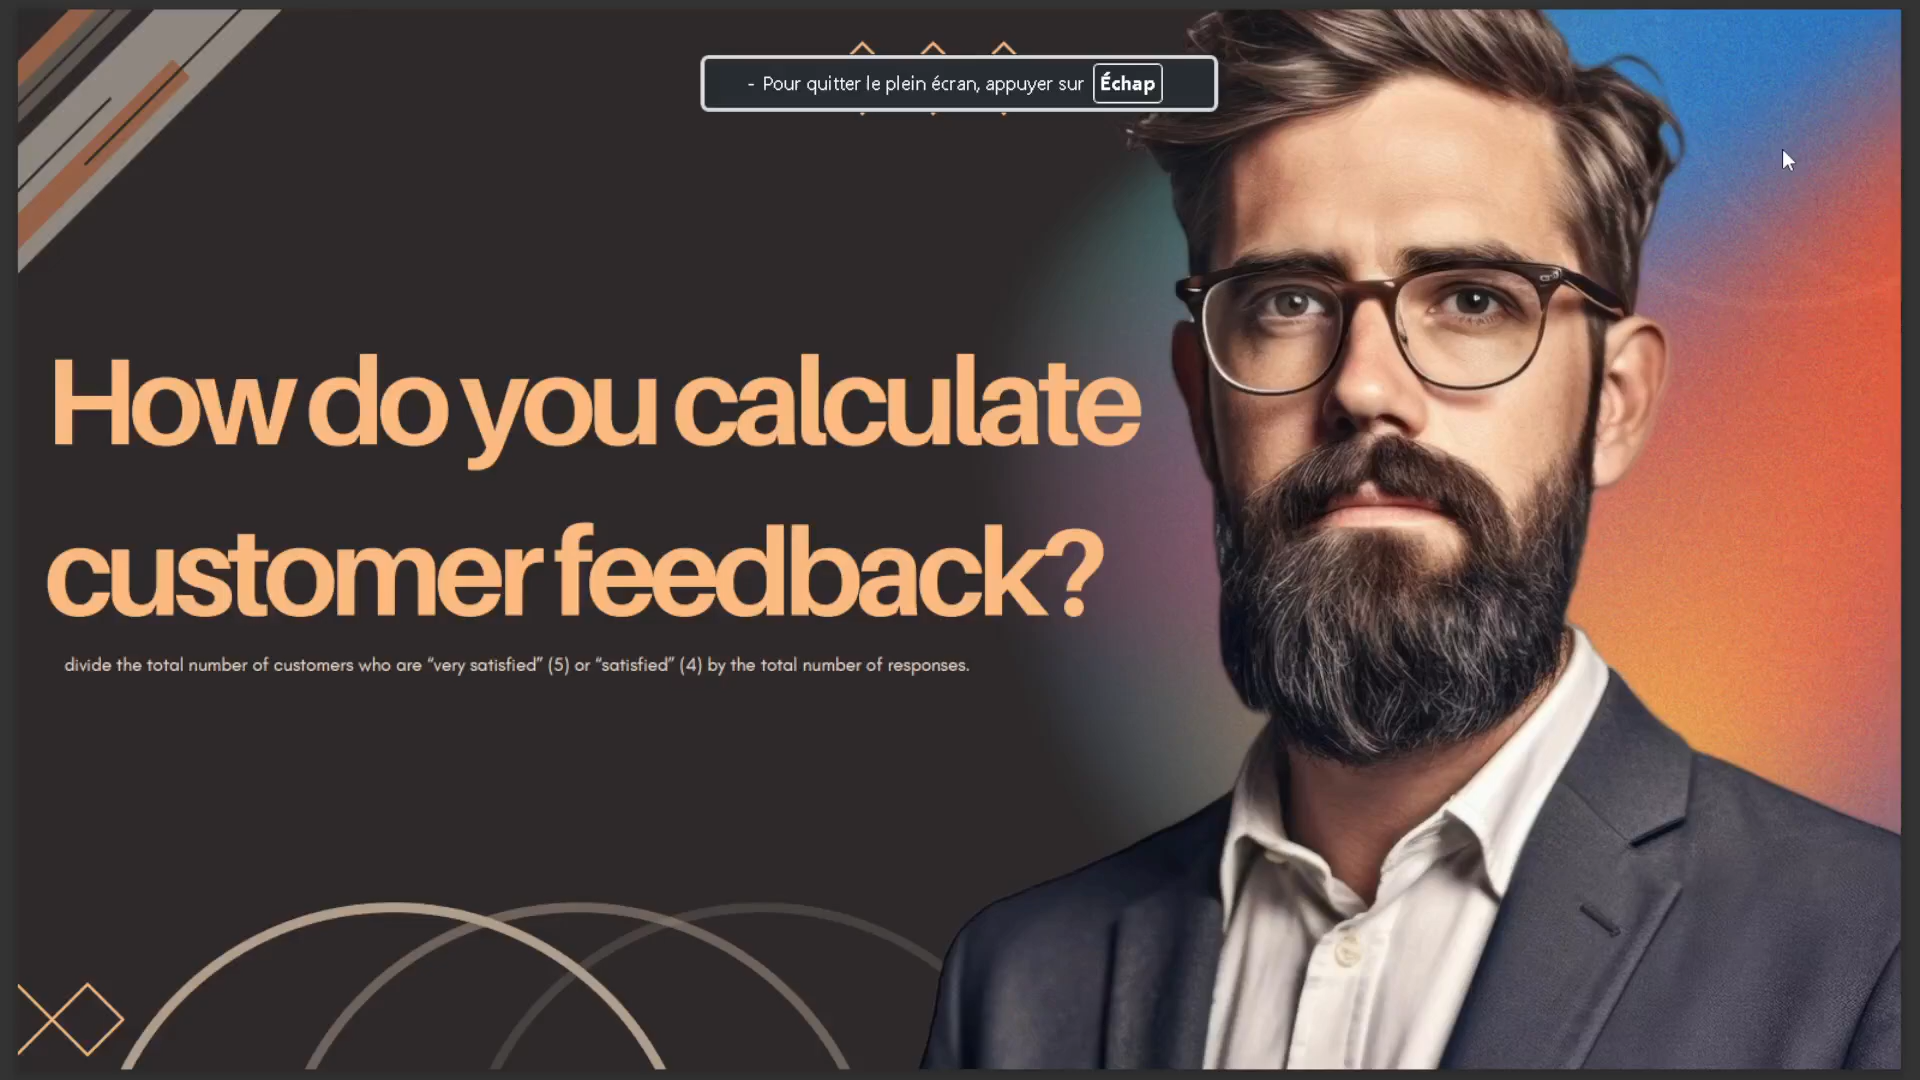 - Pour quitter le plein écran, appuyer sur Échap
How do you calculate
customer feedback?
divide the total number of customers who are “very satisfied” (5) or “satisfied” (4) by the total number of responses.